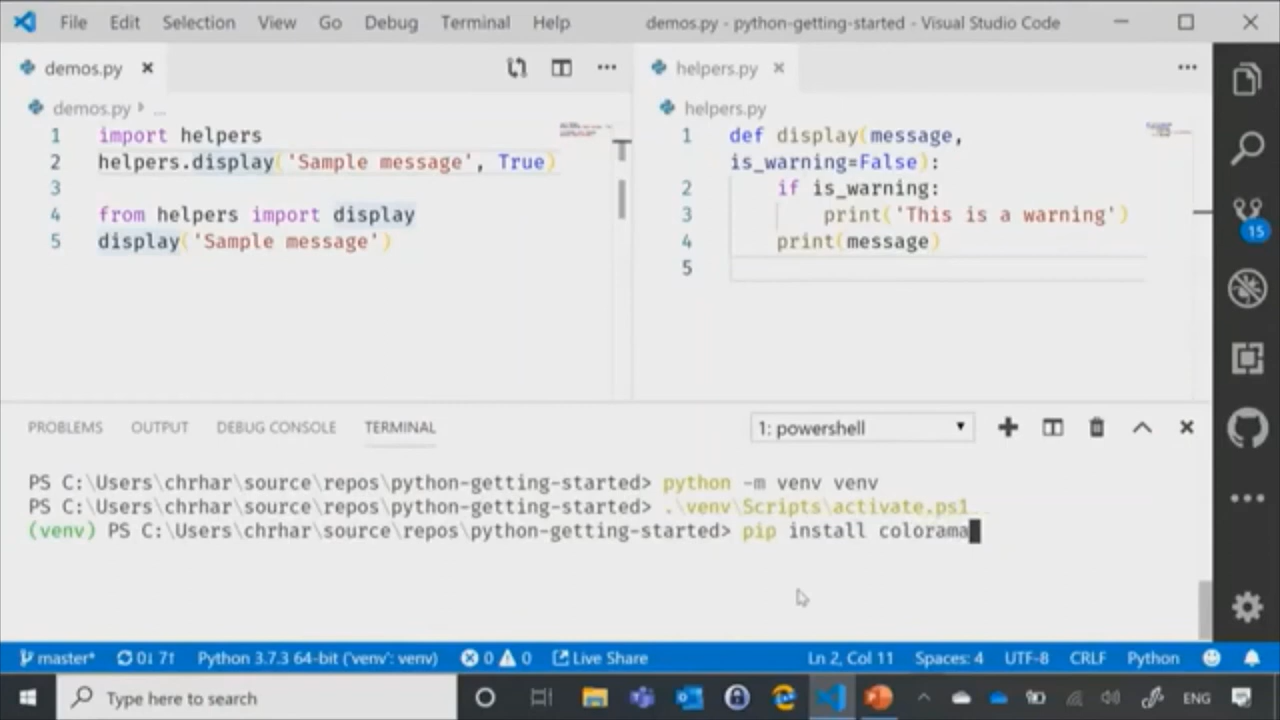 File Edit Selection View Go Debug Terminal Help demos.py - python-getting-started - Visual Studio Code
demos.py
helpers.py
demos.py ...
helpers.py
1 import helpers
2 helpers.display('Sample message', True)
3
4 from helpers import display
5 display('Sample message')
1 def display(message,
is_warning=False):
2 if is_warning:
3 print('This is a warning')
4 print(message)
5
15
PROBLEMS OUTPUT DEBUG CONSOLE TERMINAL 1: powershell
PS C:\Users\chrhar\source\repos\python-getting-started> python -m venv venv
PS C:\Users\chrhar\source\repos\python-getting-started> .\venv\Scripts\activate.ps1
(venv) PS C:\Users\chrhar\source\repos\python-getting-started> pip install colorama
master* 0↓ 7↑ Python 3.7.3 64-bit ('venv': venv) 0 0 Live Share Ln 2, Col 11 Spaces: 4 UTF-8 CRLF Python
Type here to search ENG